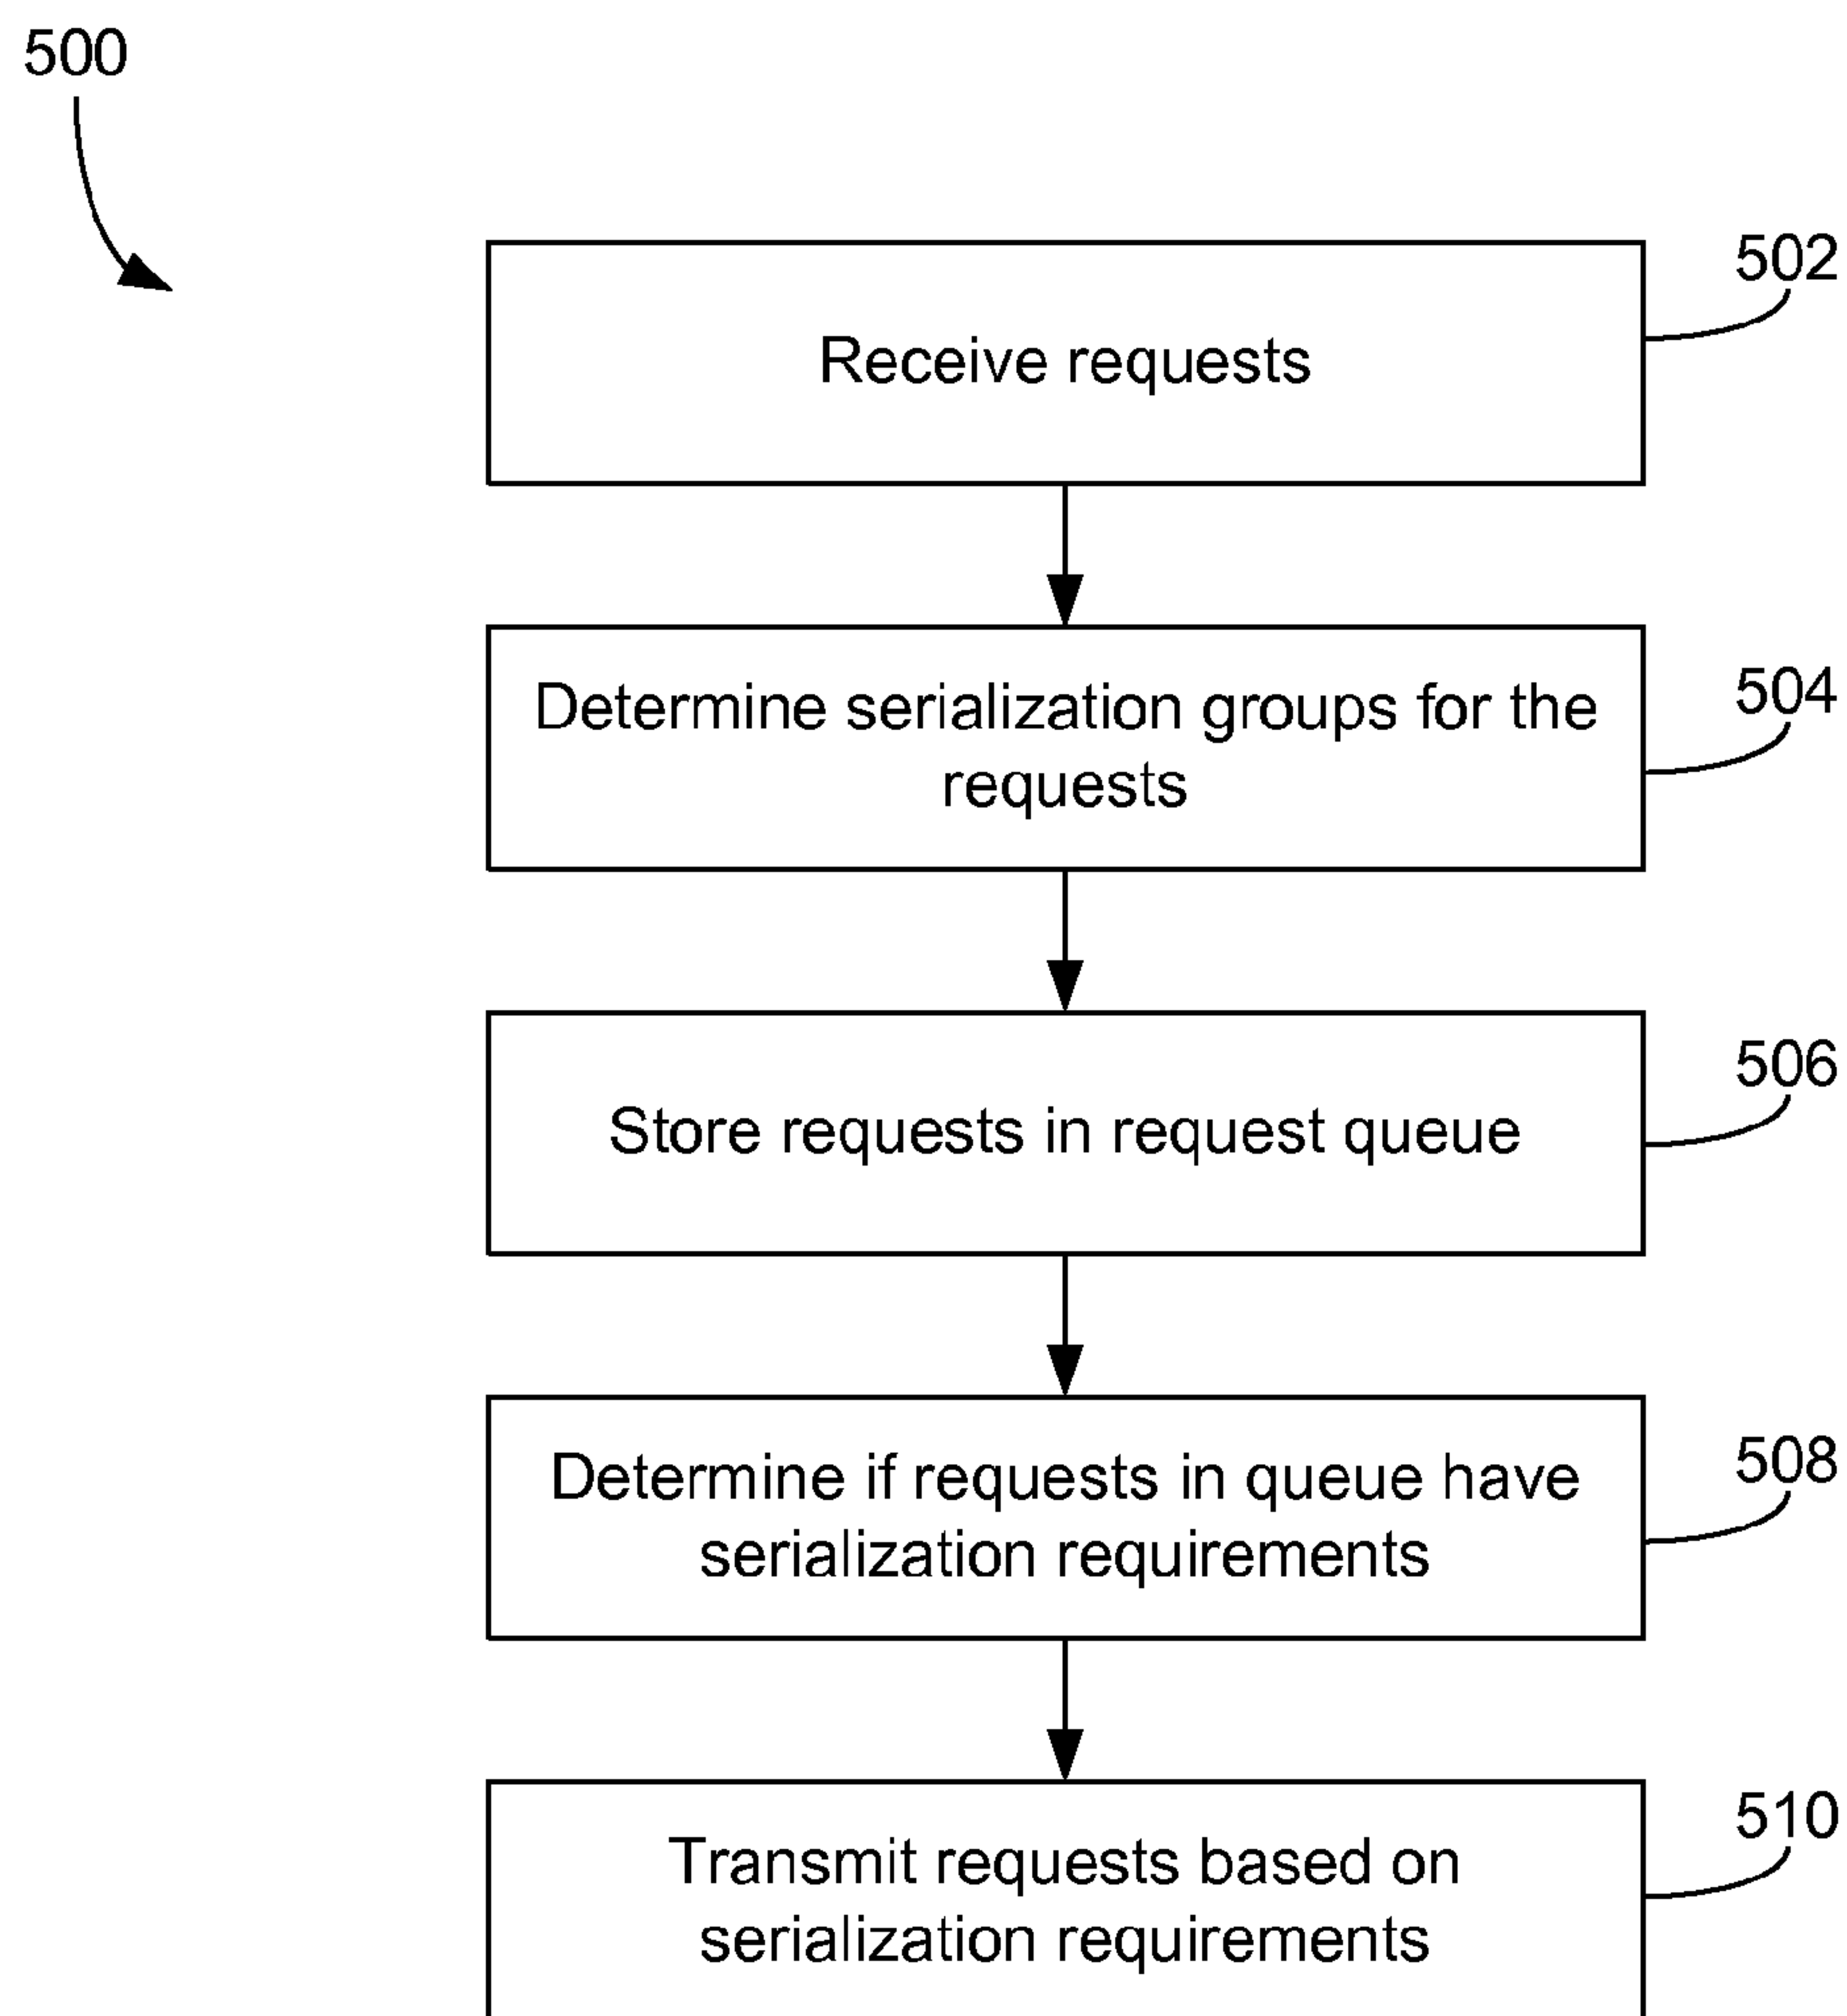 500
502
Receive requests
504
Determine serialization groups for the
requests
506
Store requests in request queue
508
Determine if requests in queue have
serialization requirements
510
Transmit requests based on
serialization requirements